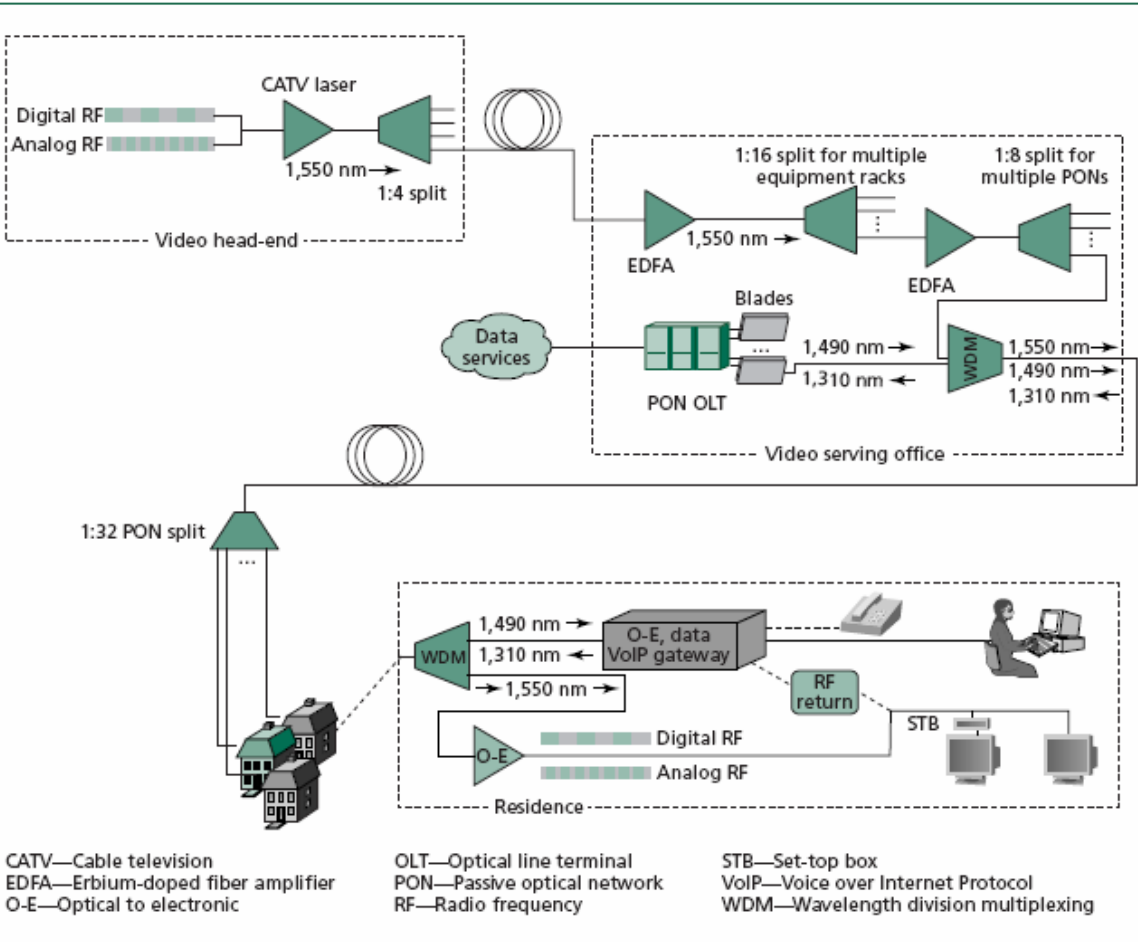 CATV laser
Digital RF
Analog RF
1,550 nm
1:4 split
Video head-end
1:16 split for multiple
equipment racks
1:8 split for
multiple PONs
1,550 nm
EDFA
EDFA
Data
services
Blades
...
PON OLT
1,490 nm
1,310 nm
WDM
1,550 nm
1,490 nm
1,310 nm
Video serving office
1:32 PON split
...
WDM
1,490 nm
1,310 nm
1,550 nm
O-E, data
VoIP gateway
RF
return
STB
O-E
Digital RF
Analog RF
Residence
CATV—Cable television
EDFA—Erbium-doped fiber amplifier
O-E—Optical to electronic
OLT—Optical line terminal
PON—Passive optical network
RF—Radio frequency
STB—Set-top box
VoIP—Voice over Internet Protocol
WDM—Wavelength division multiplexing